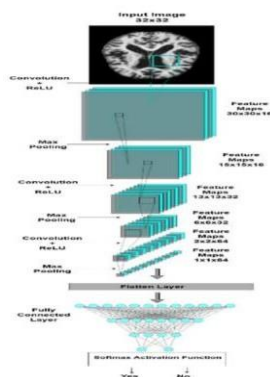 Input Image
32x32
Convolution
+
ReLU
Feature
Maps
30x30x16
Max
Pooling
Feature
Maps
15x15x16
Convolution
+ ReLU
Feature
Maps
13x13x32
Max
Pooling
Feature
Maps
6x6x32
Convolution
+
ReLU
Feature
Maps
2x2x64
Feature
Maps
1x1x64
Max
Pooling
Flatten Layer
Fully
Connected
Layer
Softmax Activation Function
Yes
No